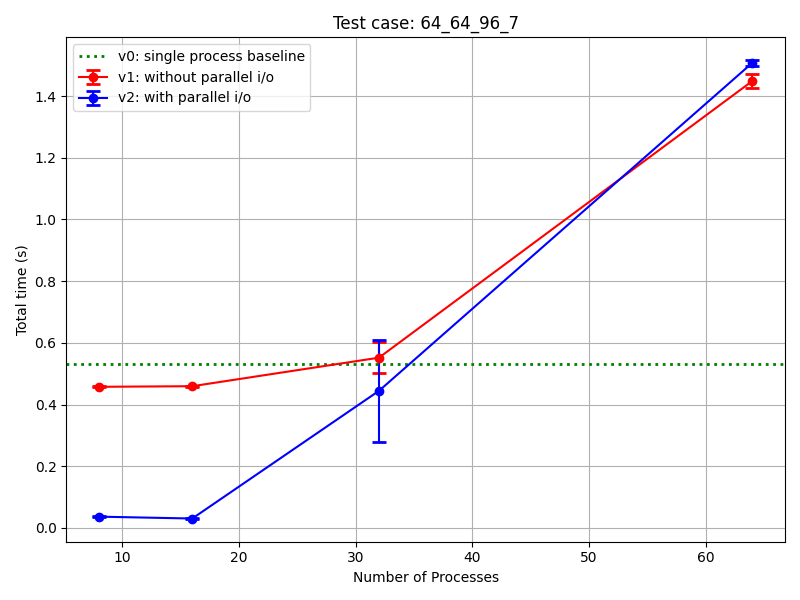 Test case: 64_64_96_7
v0: single process baseline
v1: without parallel i/o
v2: with parallel i/o
1.4
1.2
1.0
0.8
0.6
0.4
0.2
0.0
Total time (s)
10 20 30 40 50 60
Number of Processes